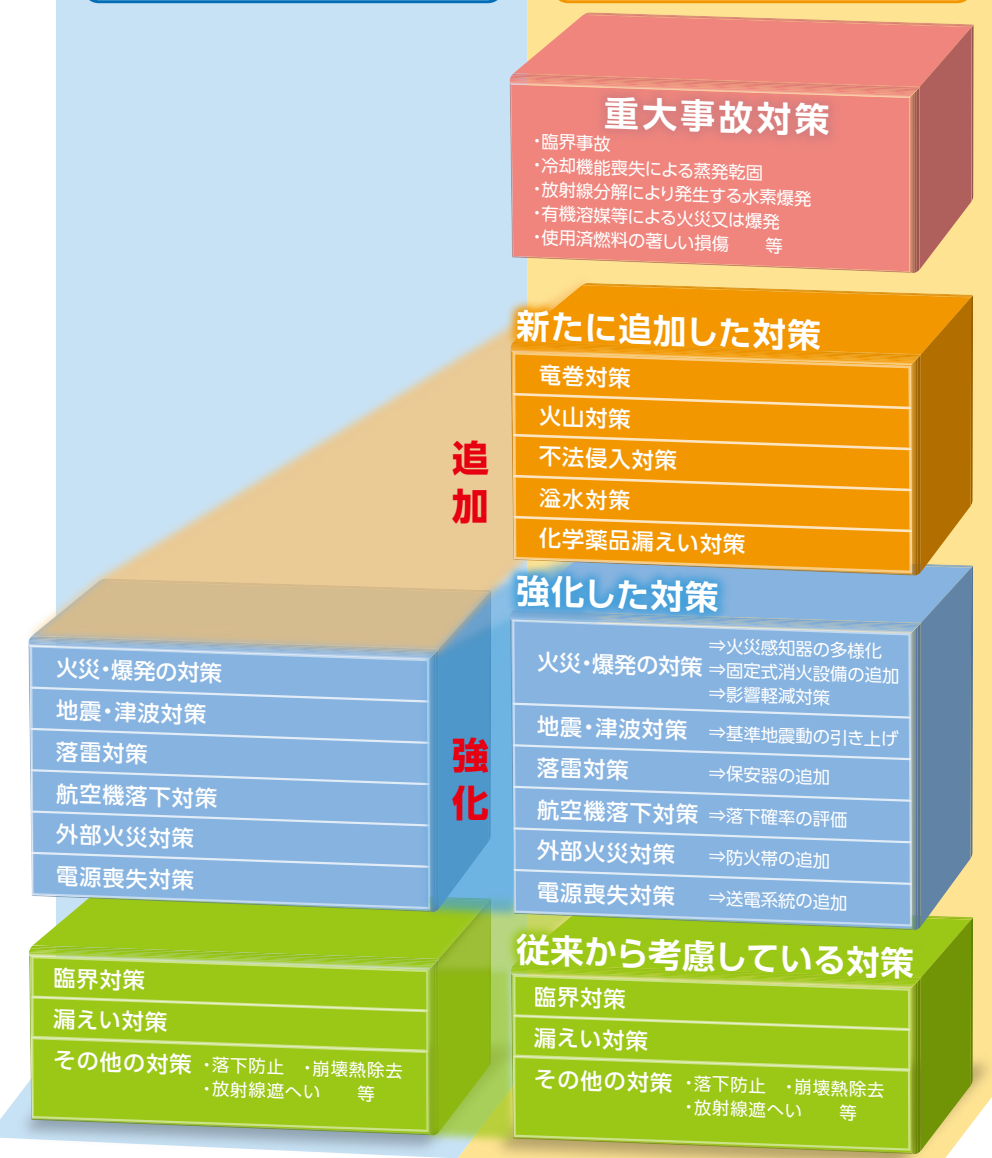 重大事故対策
・臨界事故
・冷却機能喪失による蒸発乾固
・放射線分解により発生する水素爆発
・有機溶媒等による火災又は爆発
・使用済燃料の著しい損傷　等
新たに追加した対策
竜巻対策
火山対策
不法侵入対策
溢水対策
化学薬品漏えい対策
追加
火災・爆発の対策
地震・津波対策
落雷対策
航空機落下対策
外部火災対策
電源喪失対策
強化
強化した対策
火災・爆発の対策
⇒火災感知器の多様化
⇒固定式消火設備の追加
⇒影響軽減対策
地震・津波対策 ⇒基準地震動の引き上げ
落雷対策 ⇒保安器の追加
航空機落下対策 ⇒落下確率の評価
外部火災対策 ⇒防火帯の追加
電源喪失対策 ⇒送電系統の追加
臨界対策
漏えい対策
その他の対策 ・落下防止 ・崩壊熱除去
・放射線遮へい　等
従来から考慮している対策
臨界対策
漏えい対策
その他の対策 ・落下防止 ・崩壊熱除去
・放射線遮へい　等